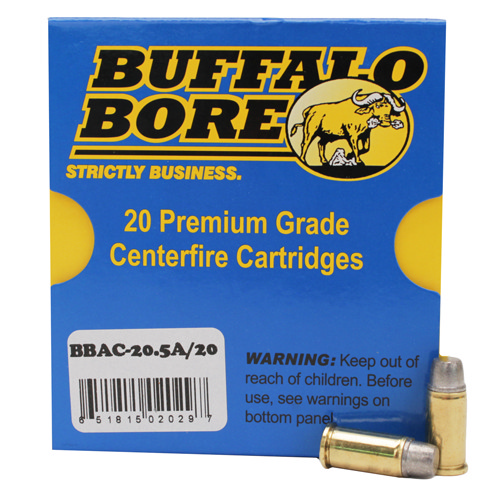 BUFFALO
BORE
STRICTLY BUSINESS.
20 Premium Grade
Centerfire Cartridges
BBAC-20.5A/20
6 51815 02029 7
WARNING: Keep out of
reach of children. Before
use, see warnings on
bottom panel